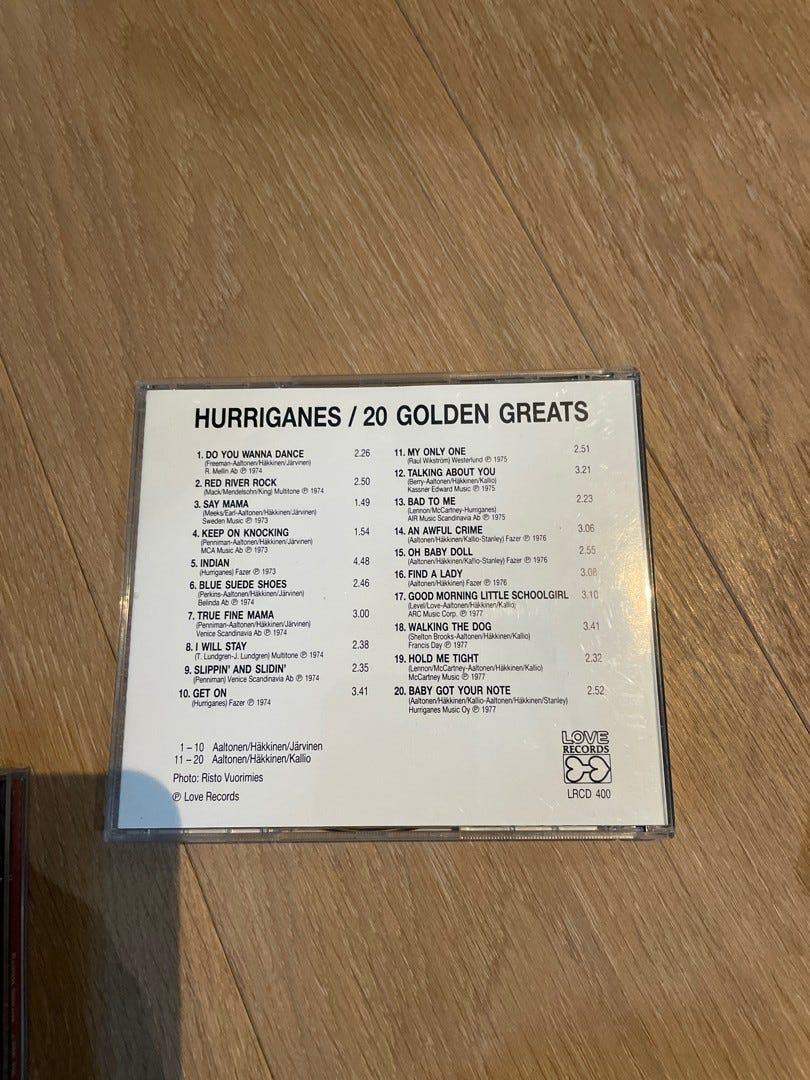 HURRIGANES / 20 GOLDEN GREATS
1. DO YOU WANNA DANCE 2.26
(Freeman-Aaltonen/Häkkinen/Järvinen)
R. Mellin Ab ℗ 1974
2. RED RIVER ROCK 2.50
(Mack/Mendelsohn/King) Multitone ℗ 1974
3. SAY MAMA 1.49
(Meeks/Earl-Aaltonen/Häkkinen/Järvinen)
Sweden Music ℗ 1973
4. KEEP ON KNOCKING 1.54
(Penniman-Aaltonen/Häkkinen/Järvinen)
MCA Music Ab ℗ 1973
5. INDIAN 4.48
(Hurriganes) Fazer ℗ 1973
6. BLUE SUEDE SHOES 2.46
(Perkins-Aaltonen/Häkkinen/Järvinen)
Belinda Ab ℗ 1974
7. TRUE FINE MAMA 3.00
(Penniman-Aaltonen/Häkkinen/Järvinen)
Venice Scandinavia Ab ℗ 1974
8. I WILL STAY 2.38
(T. Lundgren-J. Lundgren) Multitone ℗ 1974
9. SLIPPIN' AND SLIDIN' 2.35
(Penniman) Venice Scandinavia Ab ℗ 1974
10. GET ON 3.41
(Hurriganes) Fazer ℗ 1974
11. MY ONLY ONE 2.51
(Raul Wikström) Westerlund ℗ 1975
12. TALKING ABOUT YOU 3.21
(Berry-Aaltonen/Häkkinen/Kallio)
Kassner Edward Music ℗ 1975
13. BAD TO ME 2.23
(Lennon/McCartney-Hurriganes)
AIR Music Scandinavia Ab ℗ 1975
14. AN AWFUL CRIME 3.06
(Aaltonen/Häkkinen/Kallio-Stanley) Fazer ℗ 1976
15. OH BABY DOLL 2.55
(Aaltonen/Häkkinen/Kallio-Stanley) Fazer ℗ 1976
16. FIND A LADY 3.08
(Aaltonen/Häkkinen) Fazer ℗ 1976
17. GOOD MORNING LITTLE SCHOOLGIRL 3.10
(Level/Love-Aaltonen/Häkkinen/Kallio)
ARC Music Corp. ℗ 1977
18. WALKING THE DOG 3.41
(Shelton Brooks-Aaltonen/Häkkinen/Kallio)
Francis Day ℗ 1977
19. HOLD ME TIGHT 2.32
(Lennon/McCartney-Aaltonen/Häkkinen/Kallio)
McCartney Music ℗ 1977
20. BABY GOT YOUR NOTE 2.52
(Aaltonen/Häkkinen/Kallio-Aaltonen/Häkkinen/Stanley)
Hurriganes Music Oy ℗ 1977
1 – 10 Aaltonen/Häkkinen/Järvinen
11 – 20 Aaltonen/Häkkinen/Kallio
Photo: Risto Vuorimies
℗ Love Records
LOVE
RECORDS
LRCD 400